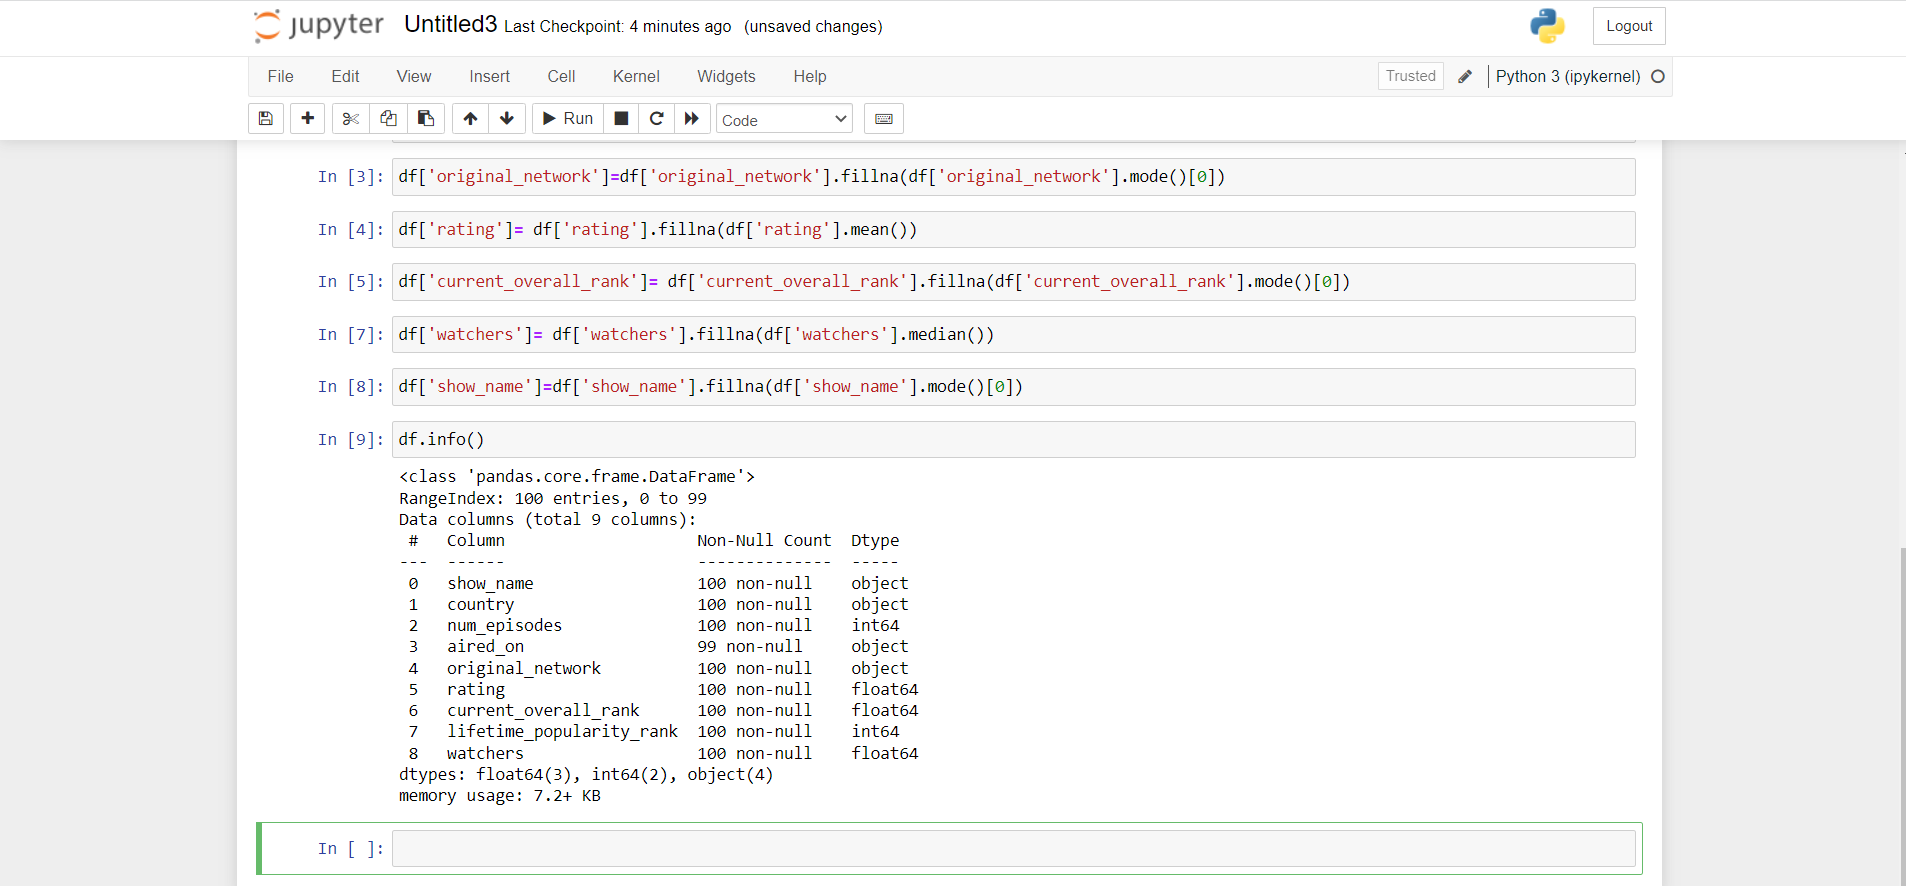 jupyter Untitled3 Last Checkpoint: 4 minutes ago (unsaved changes) Logout
File Edit View Insert Cell Kernel Widgets Help Trusted Python 3 (ipykernel)
Run Code
In [3]: df['original_network']=df['original_network'].fillna(df['original_network'].mode()[0])
In [4]: df['rating']= df['rating'].fillna(df['rating'].mean())
In [5]: df['current_overall_rank']= df['current_overall_rank'].fillna(df['current_overall_rank'].mode()[0])
In [7]: df['watchers']= df['watchers'].fillna(df['watchers'].median())
In [8]: df['show_name']=df['show_name'].fillna(df['show_name'].mode()[0])
In [9]: df.info()
<class 'pandas.core.frame.DataFrame'>
RangeIndex: 100 entries, 0 to 99
Data columns (total 9 columns):
 #   Column                    Non-Null Count  Dtype
---  ------                    --------------  -----
 0   show_name                 100 non-null    object
 1   country                   100 non-null    object
 2   num_episodes              100 non-null    int64
 3   aired_on                  99 non-null     object
 4   original_network          100 non-null    object
 5   rating                    100 non-null    float64
 6   current_overall_rank      100 non-null    float64
 7   lifetime_popularity_rank  100 non-null    int64
 8   watchers                  100 non-null    float64
dtypes: float64(3), int64(2), object(4)
memory usage: 7.2+ KB
In [ ]: